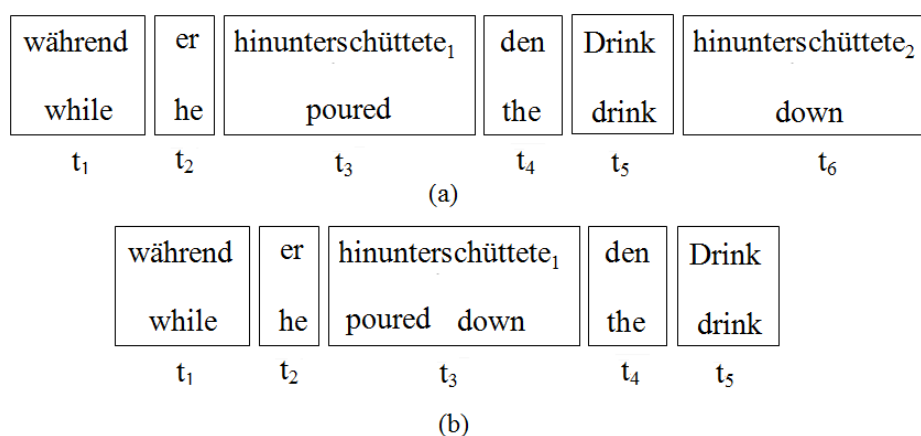 während er hinunterschüttete₁ den Drink hinunterschüttete₂
while he poured the drink down
t₁ t₂ t₃ t₄ t₅ t₆
(a)
während er hinunterschüttete₁ den Drink
while he poured down the drink
t₁ t₂ t₃ t₄ t₅
(b)